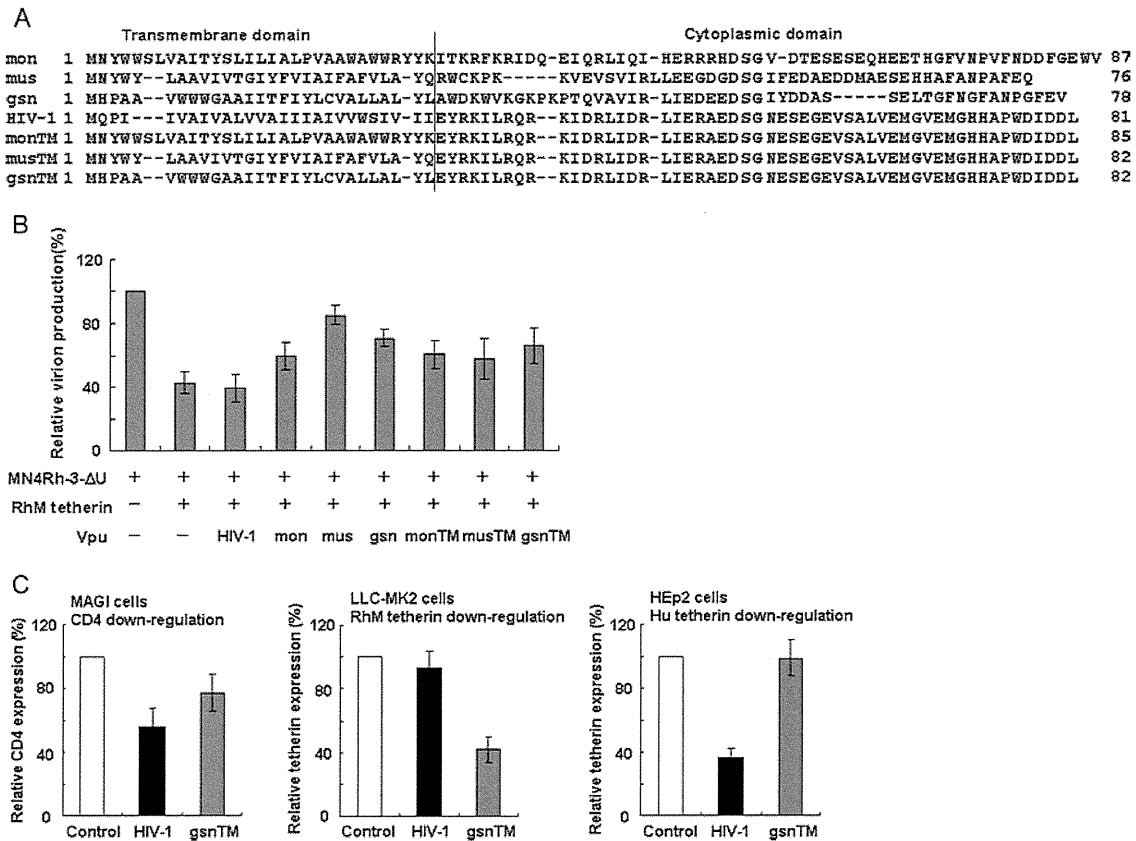 A
Transmembrane domain Cytoplasmic domain
mon 1 MNYWWSLVAITYSLILIALPVAAWAWWRYYKITKRFKRIDQ-EIQRLIQI-HERRRHDSGV-DTESESEQHEETHGFVNPVFNDDFGEWV 87
mus 1 MNYWY--LAAVIVTGIYFVIAIFAFVLA-YQRWCKPK-----KVEVSVIRLLEEGDGDSGIFEDAEDDMAESEHHAFANPAFEQ 76
gsn 1 MHPAA--VWWWGAAIITFIYLCVALLAL-YLAWDKWVKGKPKPTQVAVIR-LIEDEEDSGIYDDAS-----SELTGFNGFANPGFEV 78
HIV-1 1 MQPI---IVAIVALVVAIIIAIVVWSIV-IIEYRKILRQRK---KIDRLIDR-LIERAEDSGNESEGEVSALVEMGVEMGHHAPWDIDDL 81
monTM 1 MNYWWSLVAITYSLILIALPVAAWAWWRYYKEYRKILRQR--KIDRLIDR-LIERAEDSGNESEGEVSALVEMGVEMGHHAPWDIDDL 85
musTM 1 MNYWY--LAAVIVTGIYFVIAIFAFVLA-YQEYRKILRQR--KIDRLIDR-LIERAEDSGNESEGEVSALVEMGVEMGHHAPWDIDDL 82
gsnTM 1 MHPAA--VWWWGAAIITFIYLCVALLAL-YLEYRKILRQR--KIDRLIDR-LIERAEDSGNESEGEVSALVEMGVEMGHHAPWDIDDL 82
B
Relative virion production(%)
120
80
40
0
MN4Rh-3-ΔU + + + + + + + + +
RhM tetherin − + + + + + + + +
Vpu − − HIV-1 mon mus gsn monTM musTM gsnTM
C
MAGI cells
CD4 down-regulation
Relative CD4 expression (%)
120
80
40
0
Control HIV-1 gsnTM
LLC-MK2 cells
RhM tetherin down-regulation
Relative tetherin expression (%)
120
80
40
0
Control HIV-1 gsnTM
HEp2 cells
Hu tetherin down-regulation
Relative tetherin expression (%)
120
80
40
0
Control HIV-1 gsnTM